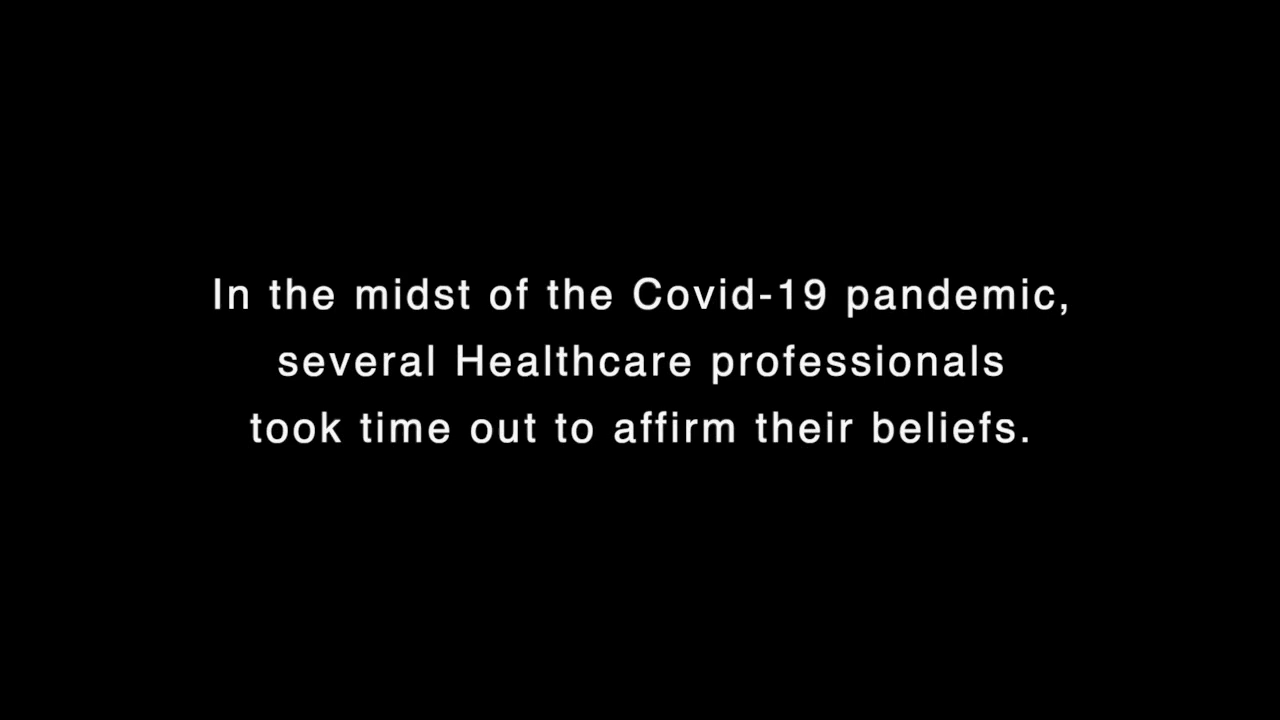 In the midst of the Covid-19 pandemic,
several Healthcare professionals
took time out to affirm their beliefs.